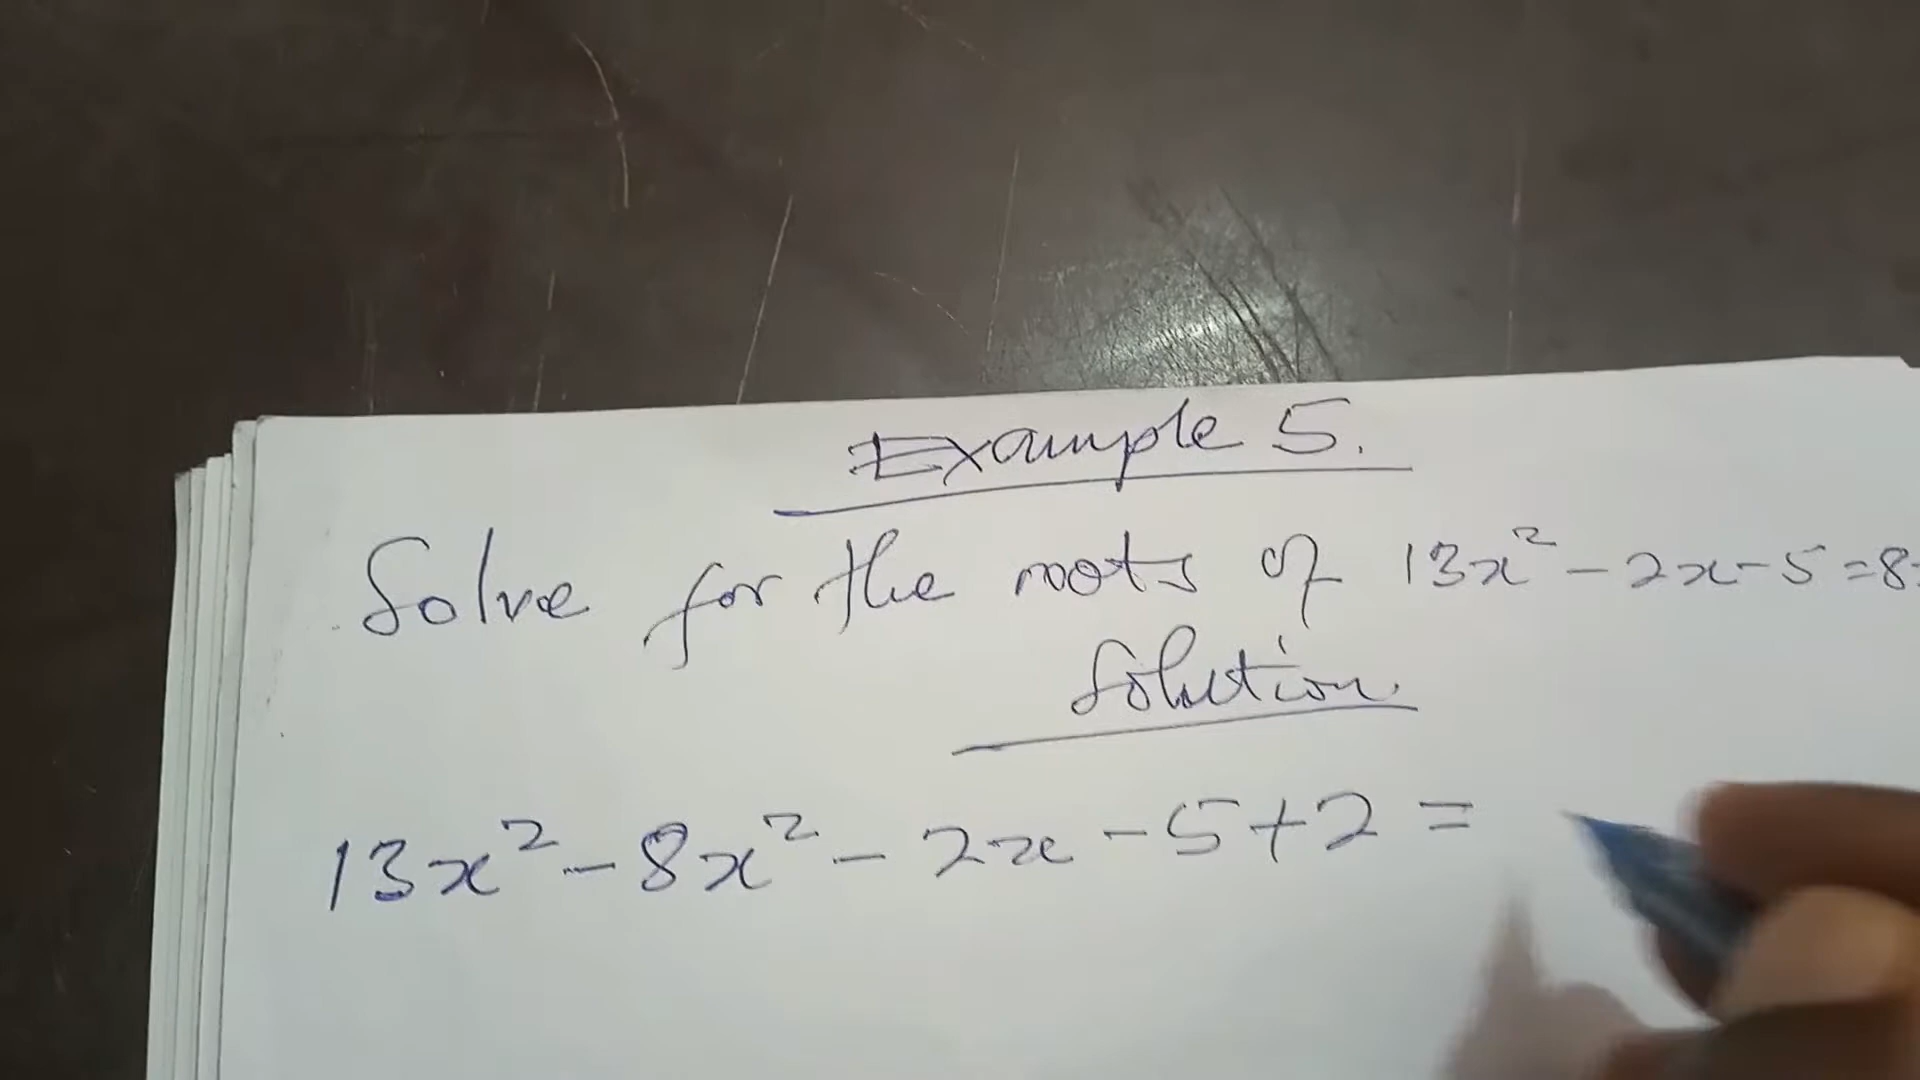 Example 5.
Solve for the roots of 13x² - 2x - 5 = 8
Solution.
13x² - 8x² - 2x - 5 + 2 =